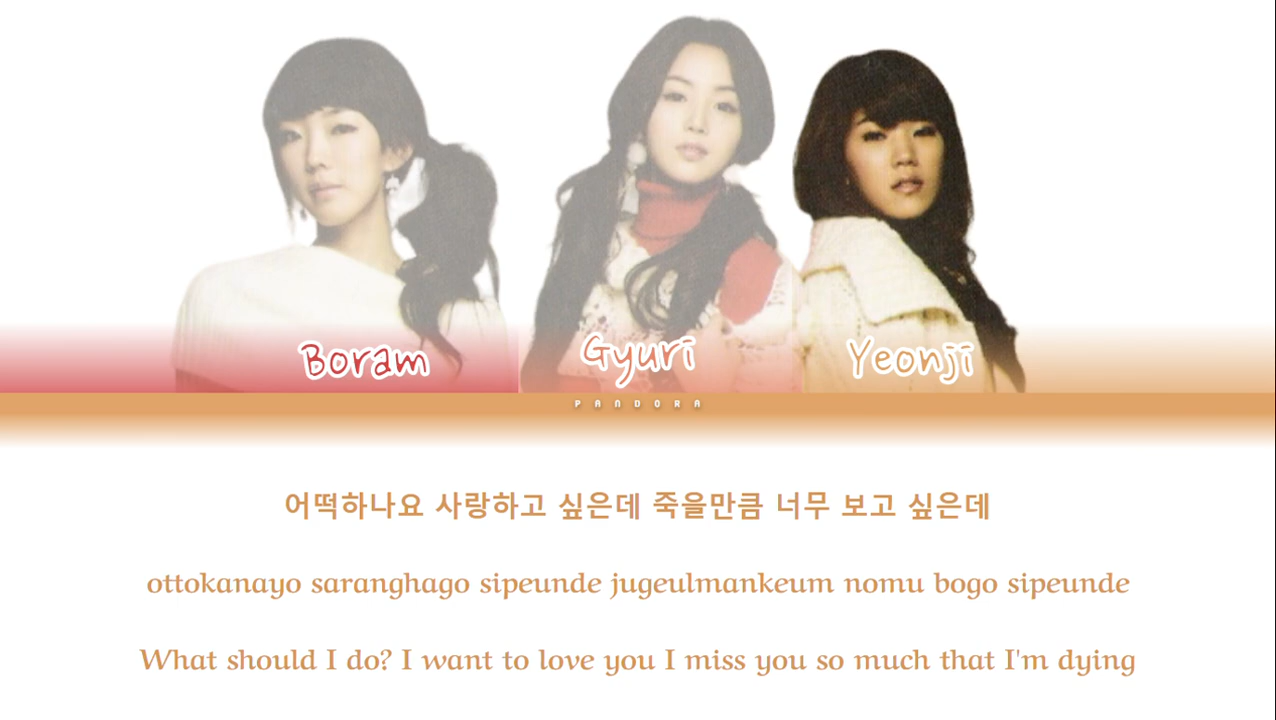 Boram
Gyuri
Yeonji
PANDORA
어떡하나요 사랑하고 싶은데 죽을만큼 너무 보고 싶은데
ottokanayo saranghago sipeunde jugeulmankeum nomu bogo sipeunde
What should I do? I want to love you I miss you so much that I'm dying